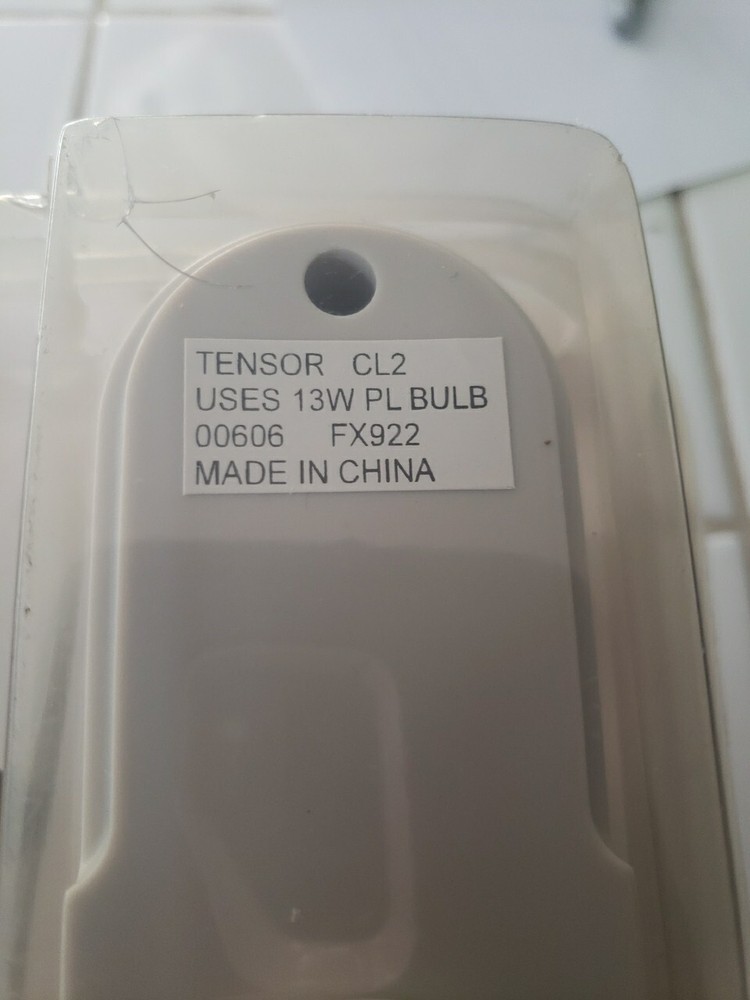 TENSOR CL2
USES 13W PL BULB
00606 FX922
MADE IN CHINA